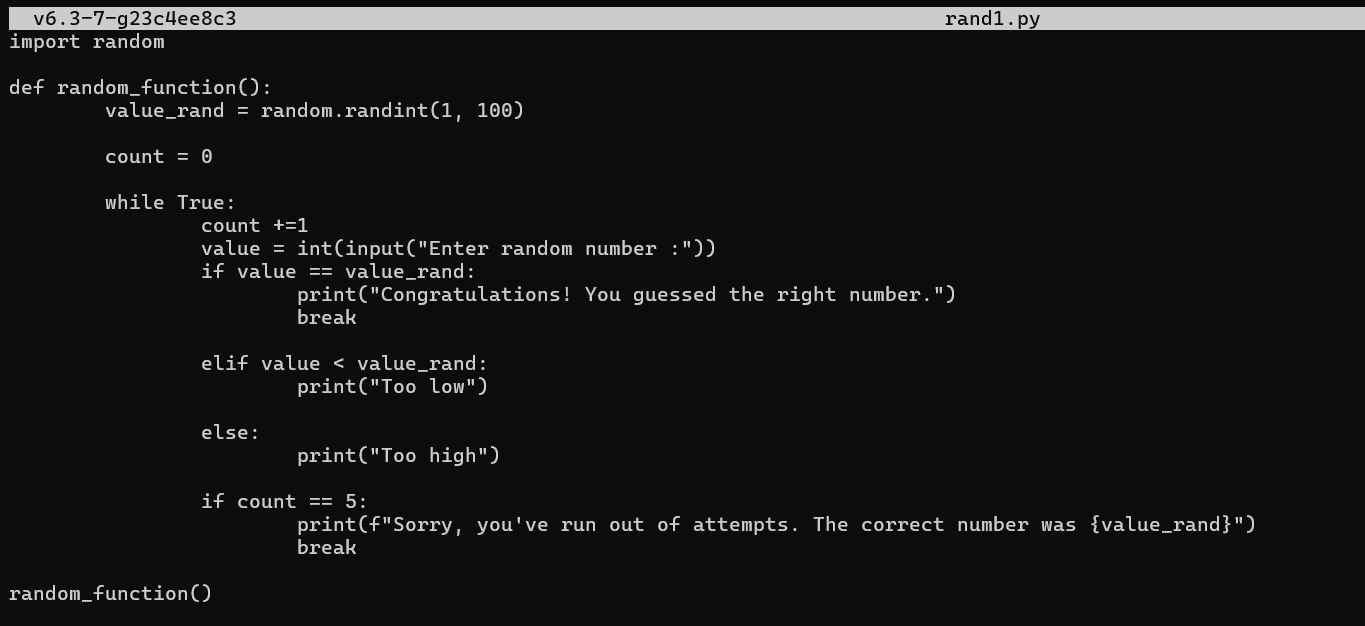 v6.3-7-g23c4ee8c3 rand1.py
import random
def random_function():
value_rand = random.randint(1, 100)
count = 0
while True:
count +=1
value = int(input("Enter random number :"))
if value == value_rand:
print("Congratulations! You guessed the right number.")
break
elif value < value_rand:
print("Too low")
else:
print("Too high")
if count == 5:
print(f"Sorry, you've run out of attempts. The correct number was {value_rand}")
break
random_function()